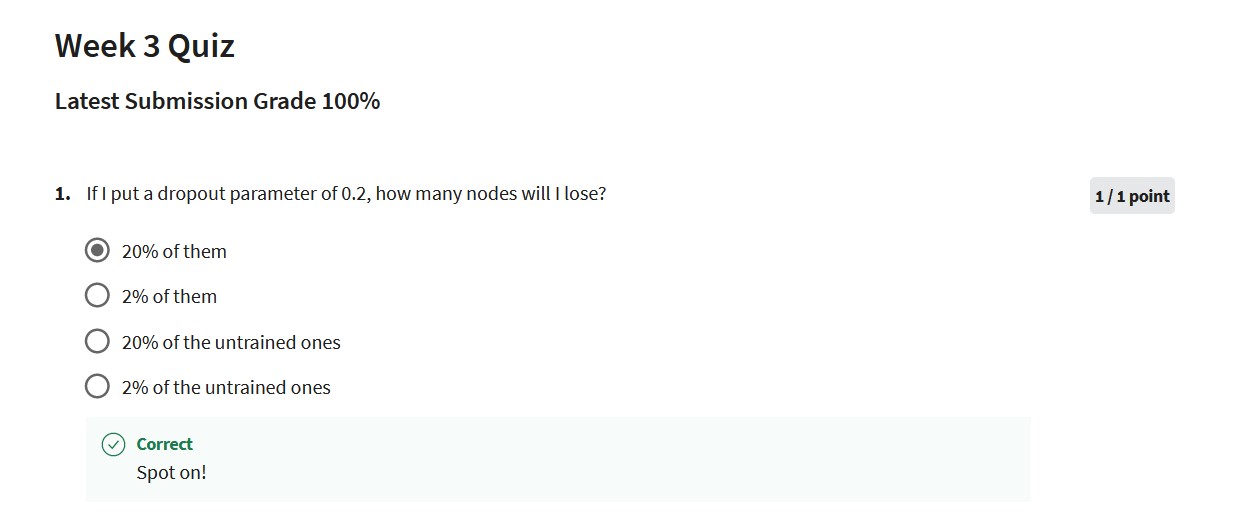 Week 3 Quiz
Latest Submission Grade 100%
1. If I put a dropout parameter of 0.2, how many nodes will I lose?
1 / 1 point
20% of them
2% of them
20% of the untrained ones
2% of the untrained ones
Correct
Spot on!